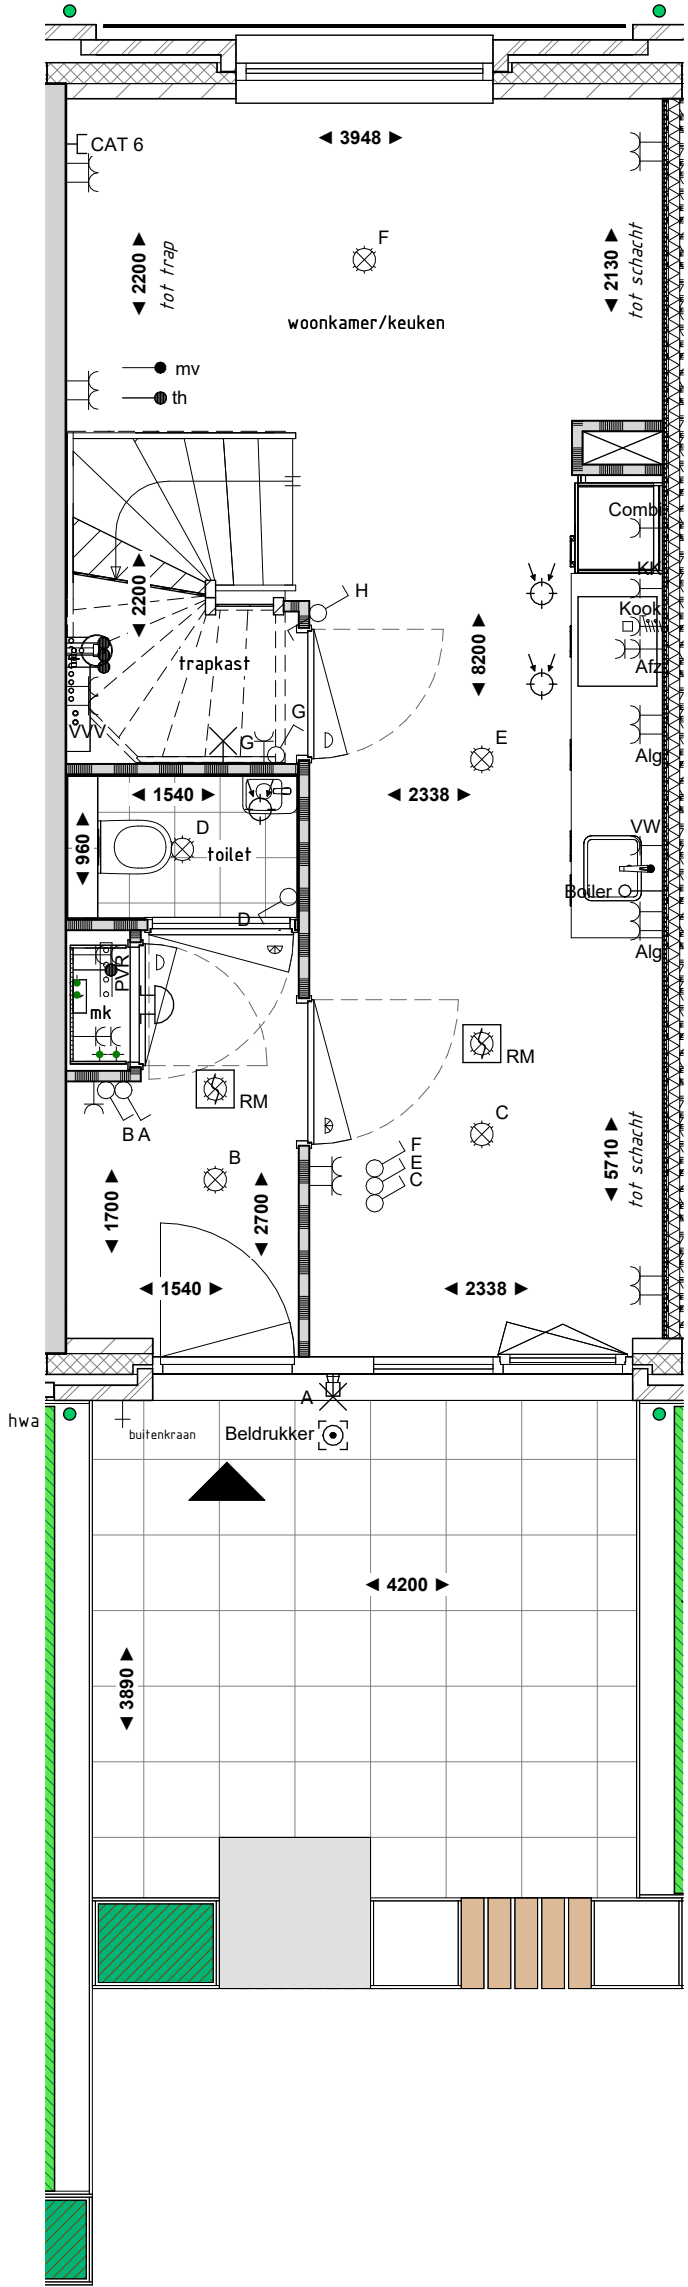 ◄ 3948 ►
CAT 6
F
◄ 2200 ►
tot trap
◄ 2130 ►
tot schacht
woonkamer/keuken
mv
th
Combi
KK
H
◄ 2200 ►
Kook
◄ 8200 ►
trapkast
Afz
G
VVV
G
E
Alg
◄ 1540 ►
◄ 2338 ►
D
VW
◄ 960 ►
toilet
Boiler
D
Alg
PVR
mk
RM
RM
B A
C
F
E
C
◄ 5710 ►
tot schacht
B
◄ 1700 ►
◄ 2700 ►
◄ 1540 ►
◄ 2338 ►
A
hwa
buitenkraan
Beldrukker
◄ 4200 ►
◄ 3890 ►